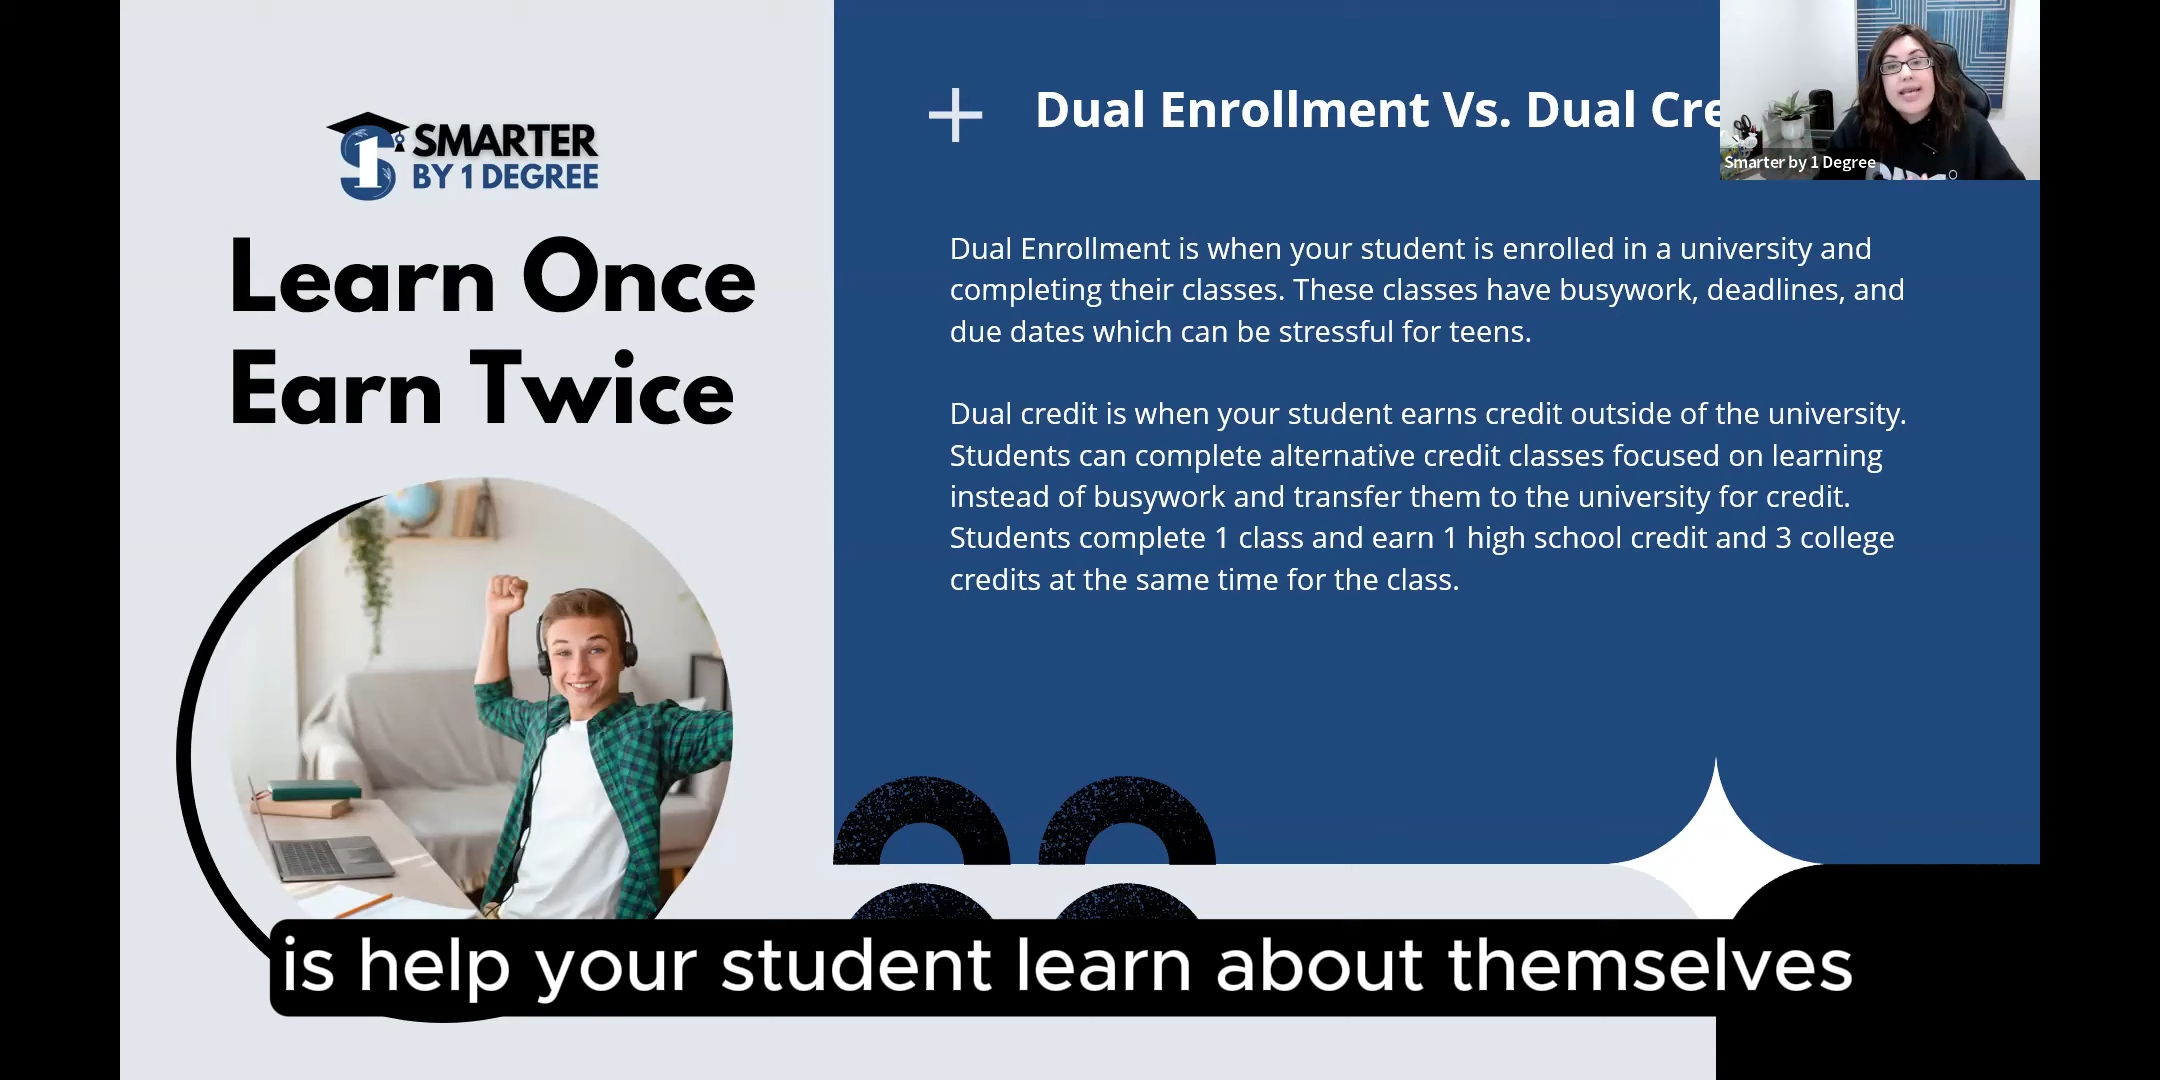 SMARTER
BY 1 DEGREE
Learn Once
Earn Twice
Dual Enrollment Vs. Dual Cre
Smarter by 1 Degree
Dual Enrollment is when your student is enrolled in a university and
completing their classes. These classes have busywork, deadlines, and
due dates which can be stressful for teens.
Dual credit is when your student earns credit outside of the university.
Students can complete alternative credit classes focused on learning
instead of busywork and transfer them to the university for credit.
Students complete 1 class and earn 1 high school credit and 3 college
credits at the same time for the class.
is help your student learn about themselves